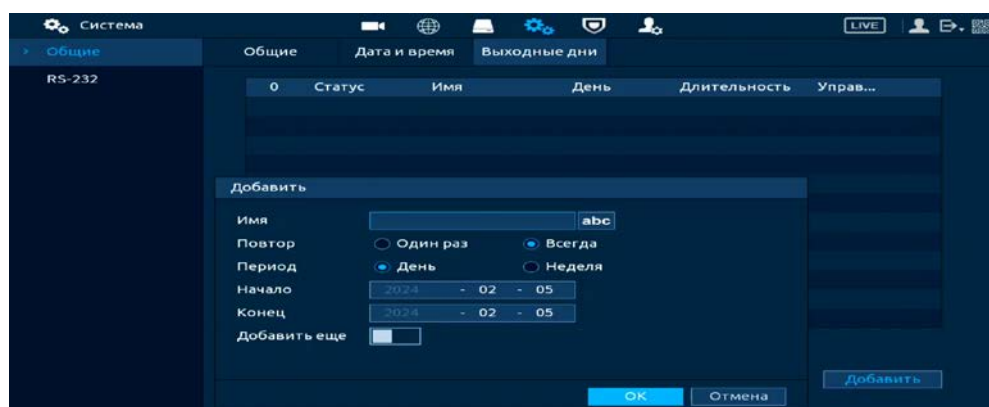 Система LIVE
Общие Общие Дата и время Выходные дни
RS-232
0 Статус Имя День Длительность Управ...
Добавить
Имя abc
Повтор Один раз Всегда
Период День Неделя
Начало 2024 - 02 - 05
Конец 2024 - 02 - 05
Добавить еще
Добавить
OK Отмена